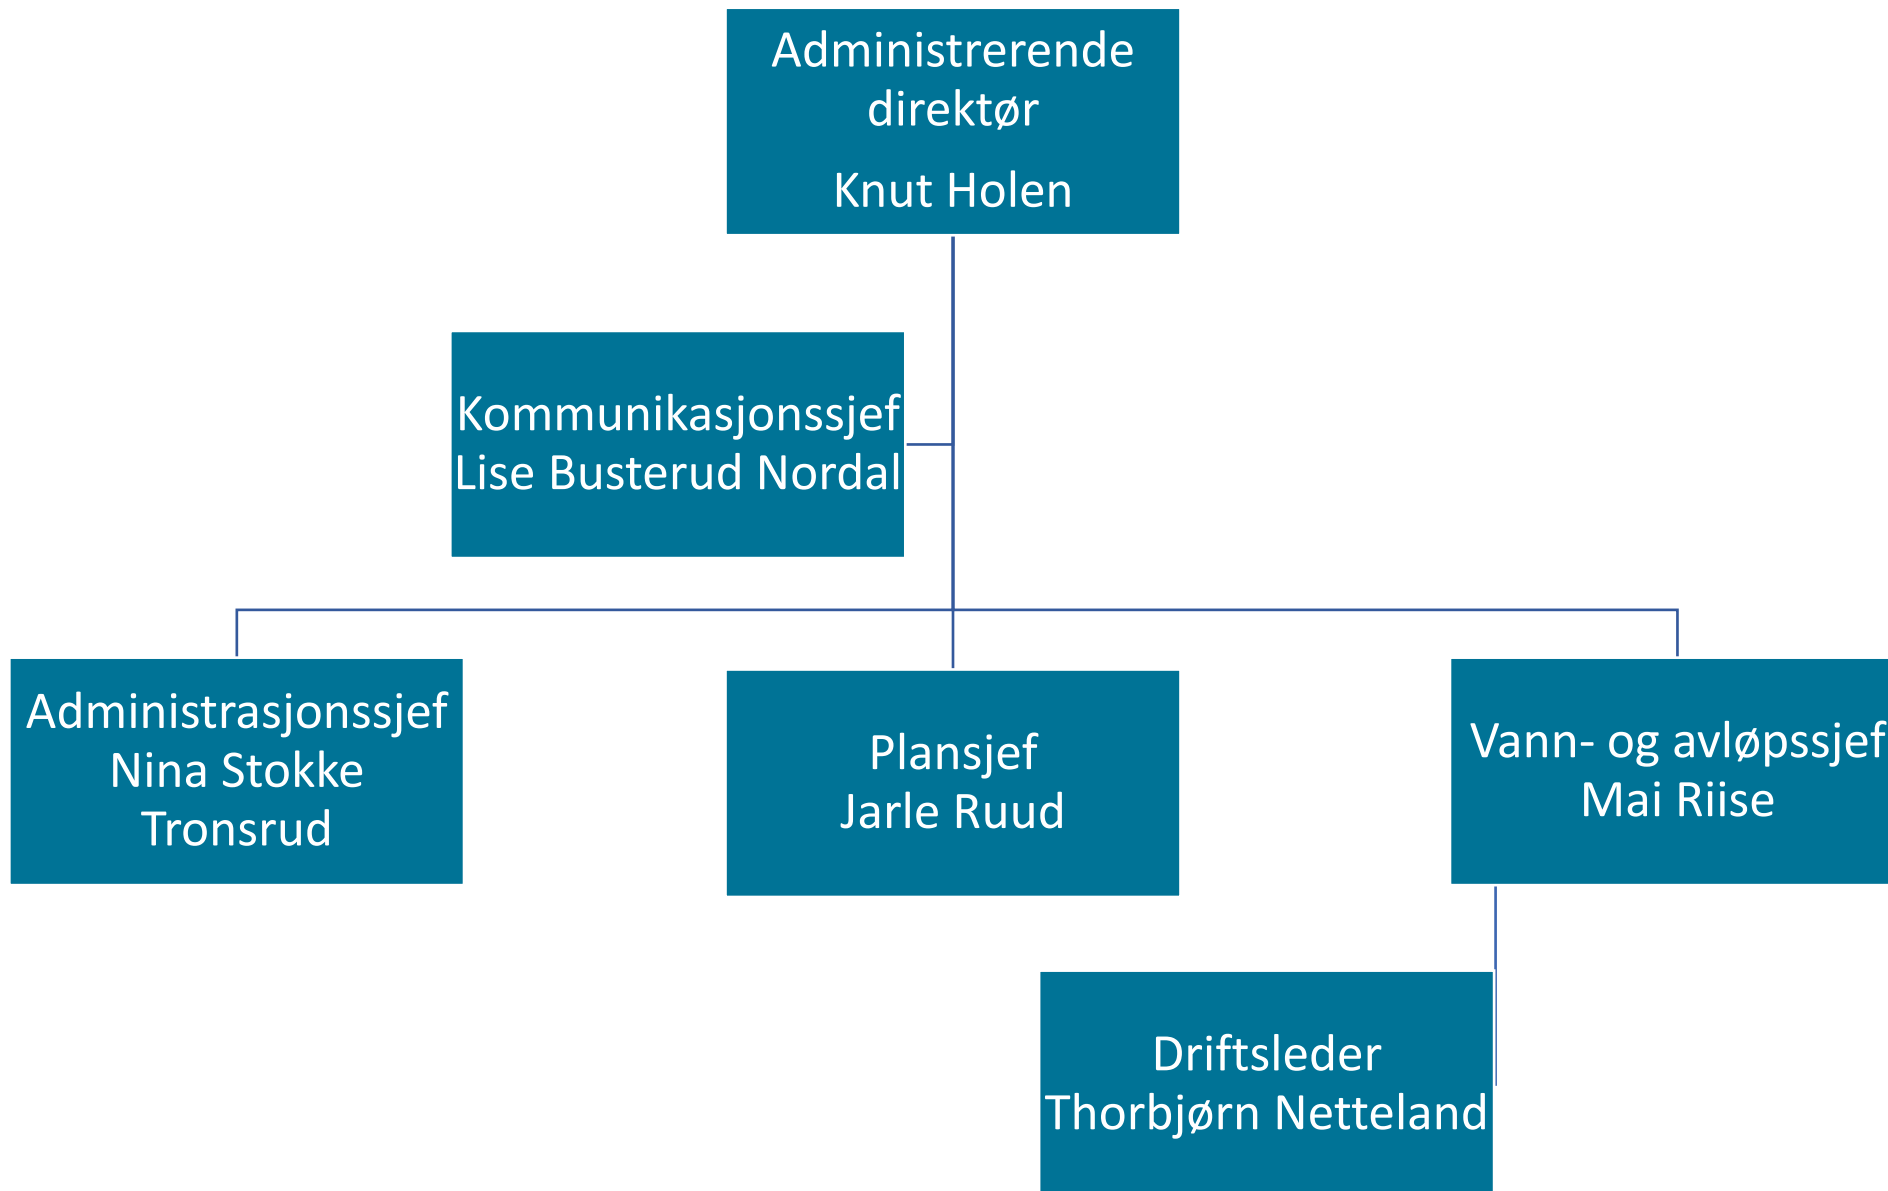 Administrerende
direktør
Knut Holen
Kommunikasjonssjef
Lise Busterud Nordal
Administrasjonssjef
Nina Stokke
Tronsrud
Plansjef
Jarle Ruud
Vann- og avløpssjef
Mai Riise
Driftsleder
Thorbjørn Netteland